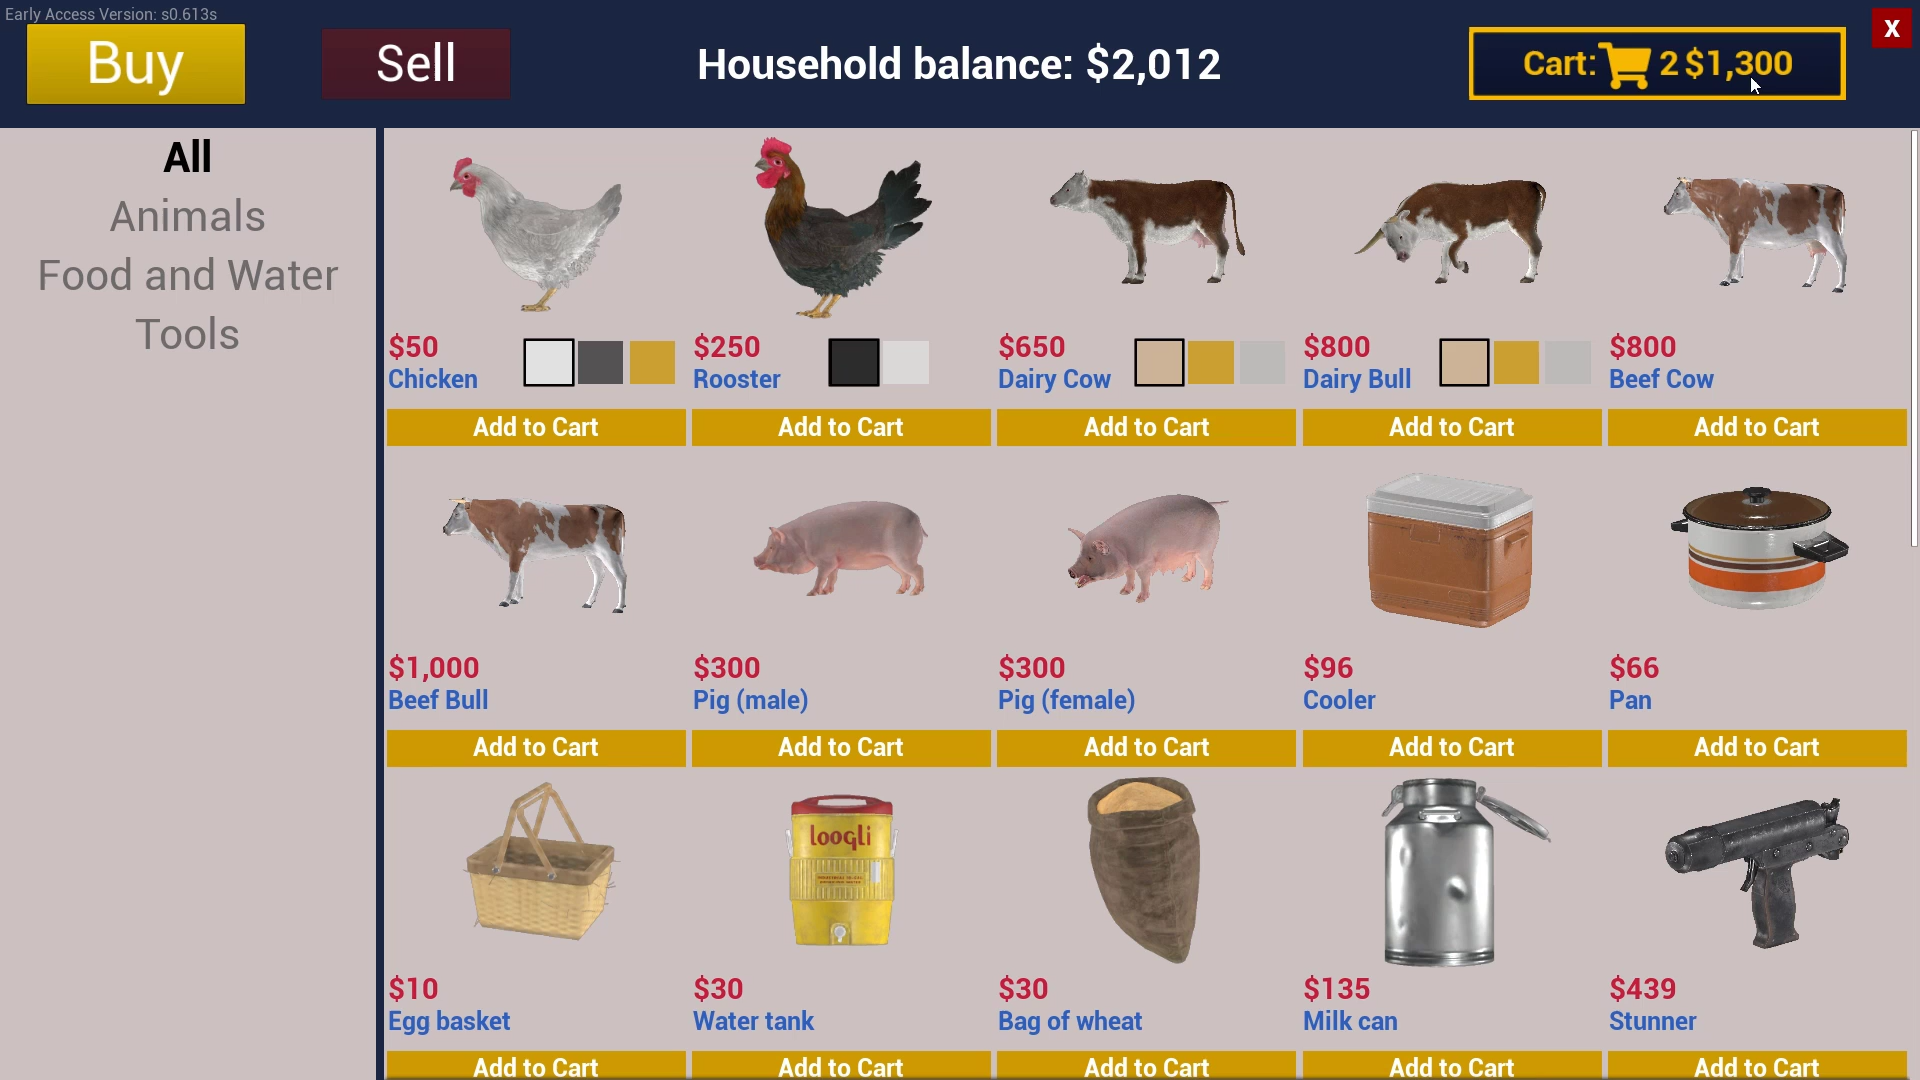 Early Access Version: s0.613s
Buy
Sell
Household balance: $2,012
Cart: 2 $1,300
X
All
Animals
Food and Water
Tools
$50
Chicken
$250
Rooster
$650
Dairy Cow
$800
Dairy Bull
$800
Beef Cow
Add to Cart
Add to Cart
Add to Cart
Add to Cart
Add to Cart
$1,000
Beef Bull
$300
Pig (male)
$300
Pig (female)
$96
Cooler
$66
Pan
Add to Cart
Add to Cart
Add to Cart
Add to Cart
Add to Cart
looqli
$10
Egg basket
$30
Water tank
$30
Bag of wheat
$135
Milk can
$439
Stunner
Add to Cart
Add to Cart
Add to Cart
Add to Cart
Add to Cart